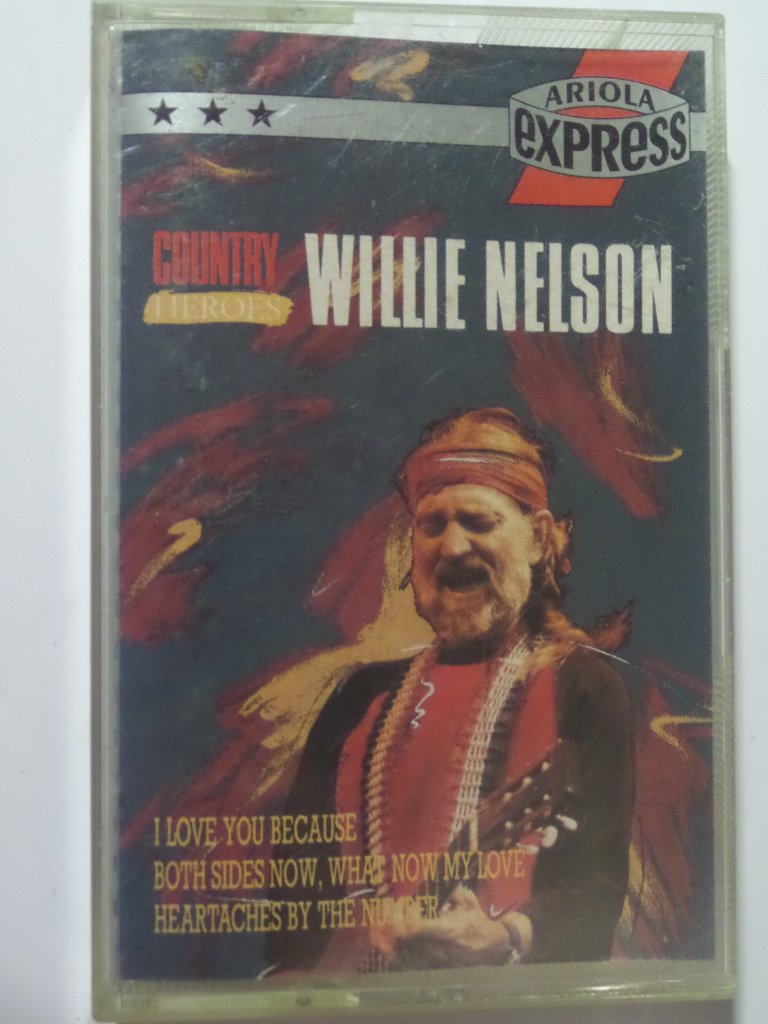 ARIOLA
EXPRESS
COUNTRY
HEROES
WILLIE NELSON
I LOVE YOU BECAUSE
BOTH SIDES NOW, WHAT NOW MY LOVE
HEARTACHES BY THE NUMBER